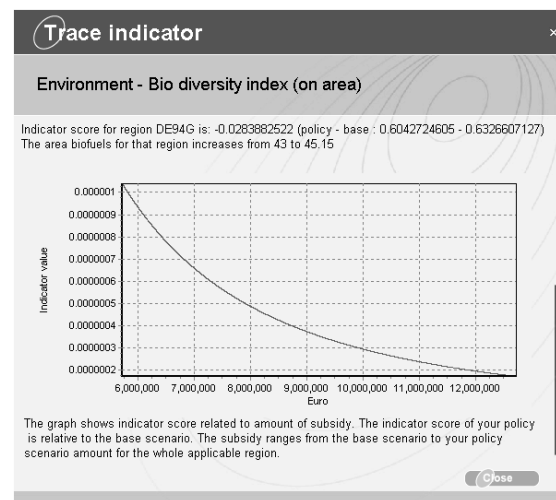 Trace indicator
×
Environment - Bio diversity index (on area)
Indicator score for region DE94G is: -0.0283882522 (policy - base : 0.6042724605 - 0.6326607127)
The area biofuels for that region increases from 43 to 45.15
0.000001
0.0000009
0.0000008
0.0000007
0.0000006
0.0000005
0.0000004
0.0000003
0.0000002
Indicator value
6,000,000 7,000,000 8,000,000 9,000,000 10,000,000 11,000,000 12,000,000
Euro
The graph shows indicator score related to amount of subsidy. The indicator score of your policy
is relative to the base scenario. The subsidy ranges from the base scenario to your policy
scenario amount for the whole applicable region.
Close